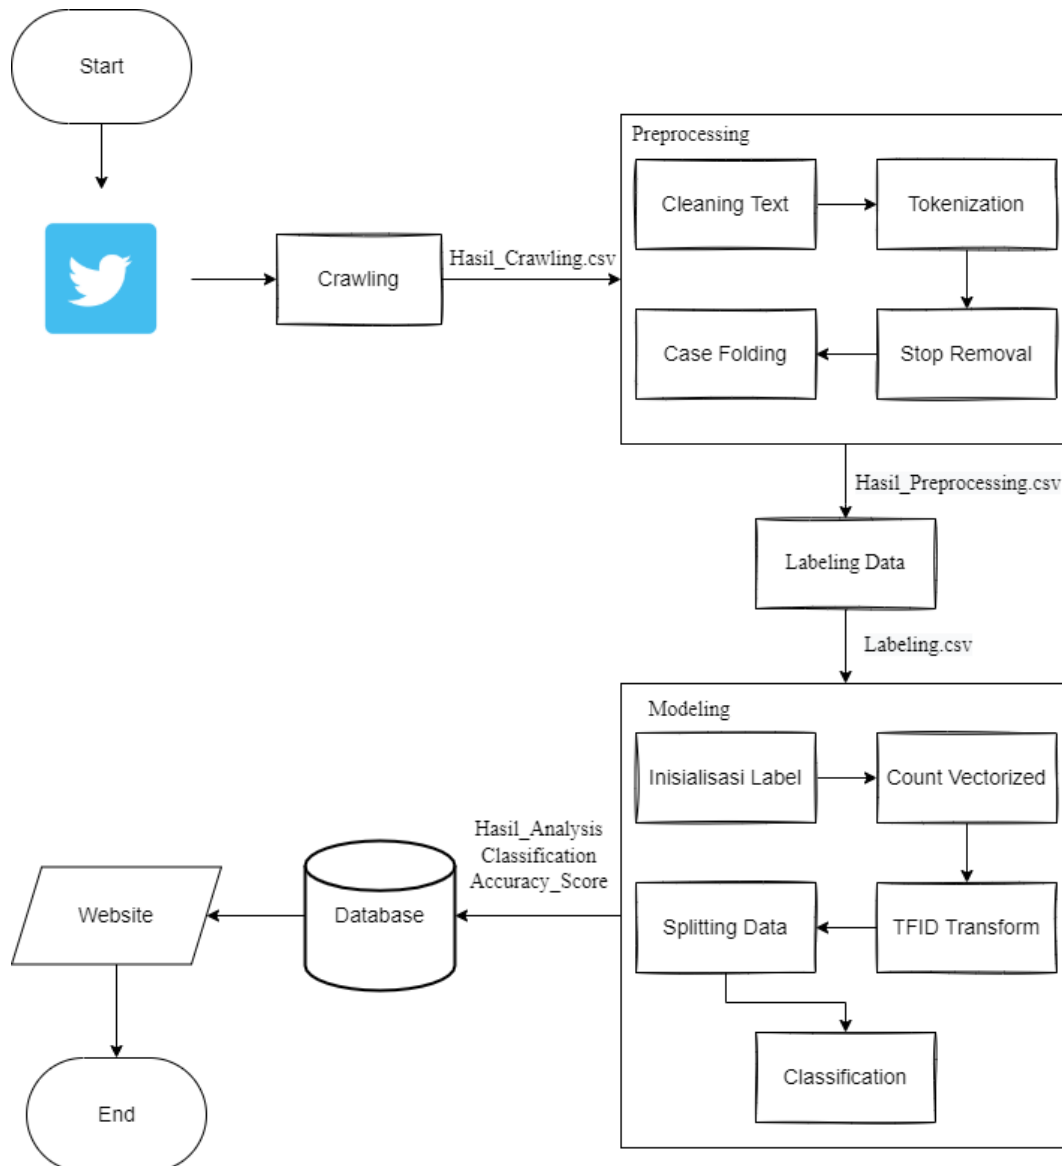 Start
Crawling
Hasil_Crawling.csv
Preprocessing
Cleaning Text
Tokenization
Case Folding
Stop Removal
Hasil_Preprocessing.csv
Labeling Data
Labeling.csv
Modeling
Inisialisasi Label
Count Vectorized
Splitting Data
TFID Transform
Classification
Hasil_Analysis
Classification
Accuracy_Score
Database
Website
End